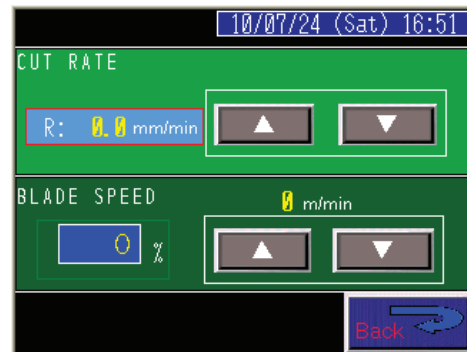 10/07/24 (Sat) 16:51
CUT RATE
R: 0.0 mm/min
BLADE SPEED
0 m/min
0 %
Back